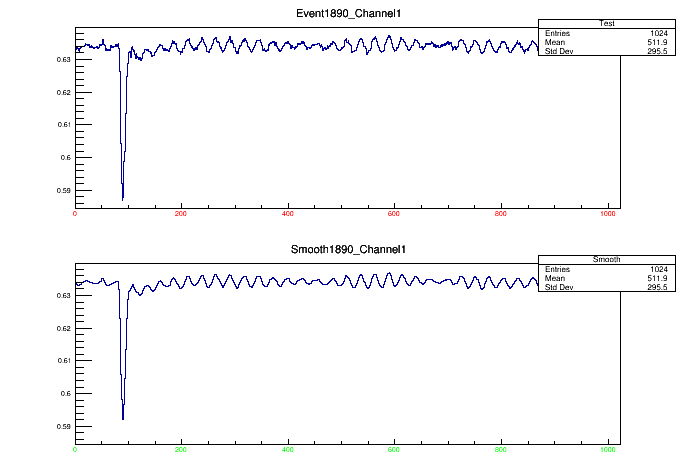 Event1890_Channel1
Test
Entries 1024
Mean 511.9
Std Dev 295.5
0.63
0.62
0.61
0.6
0.59
0 200 400 600 800 1000
Smooth1890_Channel1
Smooth
Entries 1024
Mean 511.9
Std Dev 295.5
0.63
0.62
0.61
0.6
0.59
0 200 400 600 800 1000